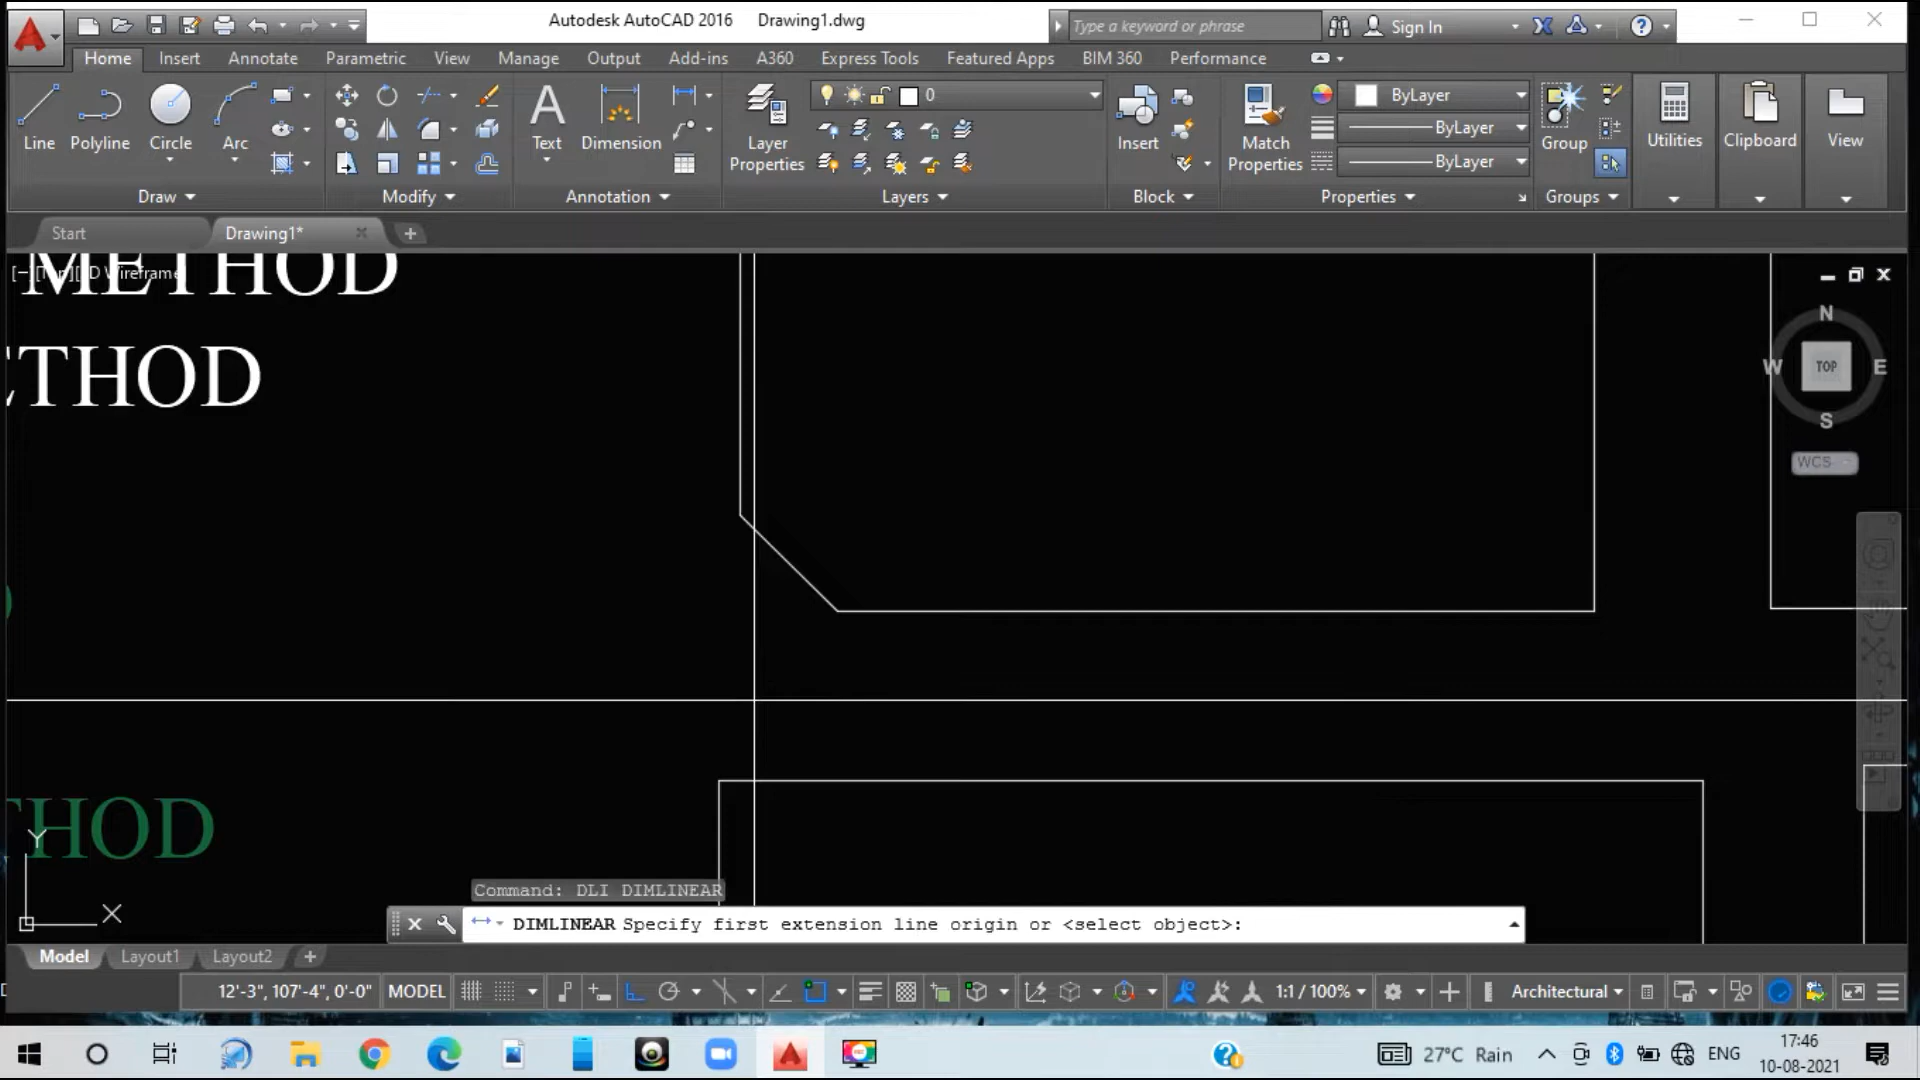 Autodesk AutoCAD 2016 Drawing1.dwg
Type a keyword or phrase
Sign In
Home Insert Annotate Parametric View Manage Output Add-ins A360 Express Tools Featured Apps BIM 360 Performance
Line Polyline Circle Arc
Text Dimension
Layer Properties
0
Insert
Match Properties
ByLayer
ByLayer
ByLayer
Group
Utilities Clipboard View
Draw Modify Annotation Layers Block Properties Groups
Start Drawing1*
METHOD
THOD
N
W TOP E
S
WCS
HOD
Y
X
Command: DLI DIMLINEAR
DIMLINEAR Specify first extension line origin or <select object>:
Model Layout1 Layout2
12'-3", 107'-4", 0'-0" MODEL 1:1 / 100% Architectural
27°C Rain ENG 17:46
10-08-2021